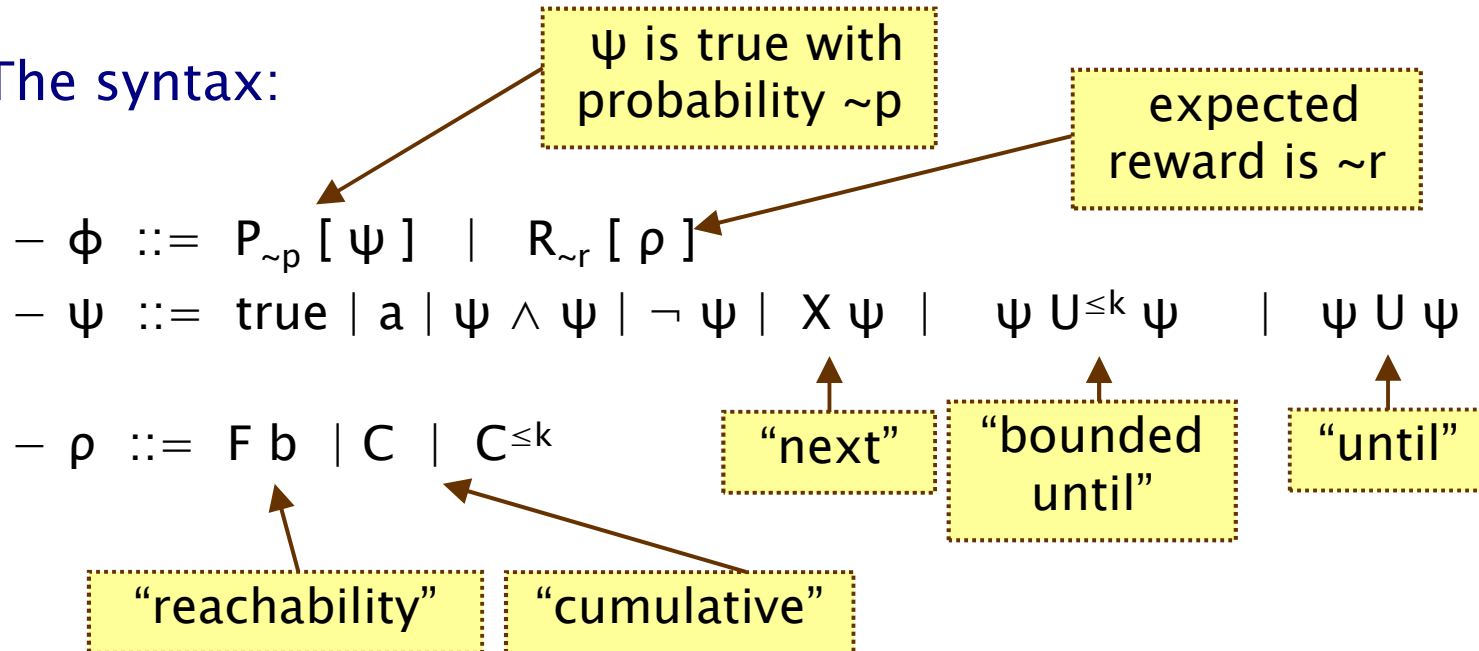 The syntax:
ψ is true with
probability ~p
expected
reward is ~r
– ϕ ::= P~p [ ψ ] | R~r [ ρ ]
– ψ ::= true | a | ψ ∧ ψ | ¬ ψ | X ψ | ψ U≤k ψ | ψ U ψ
“next”
“bounded
until”
“until”
– ρ ::= F b | C | C≤k
“reachability”
“cumulative”